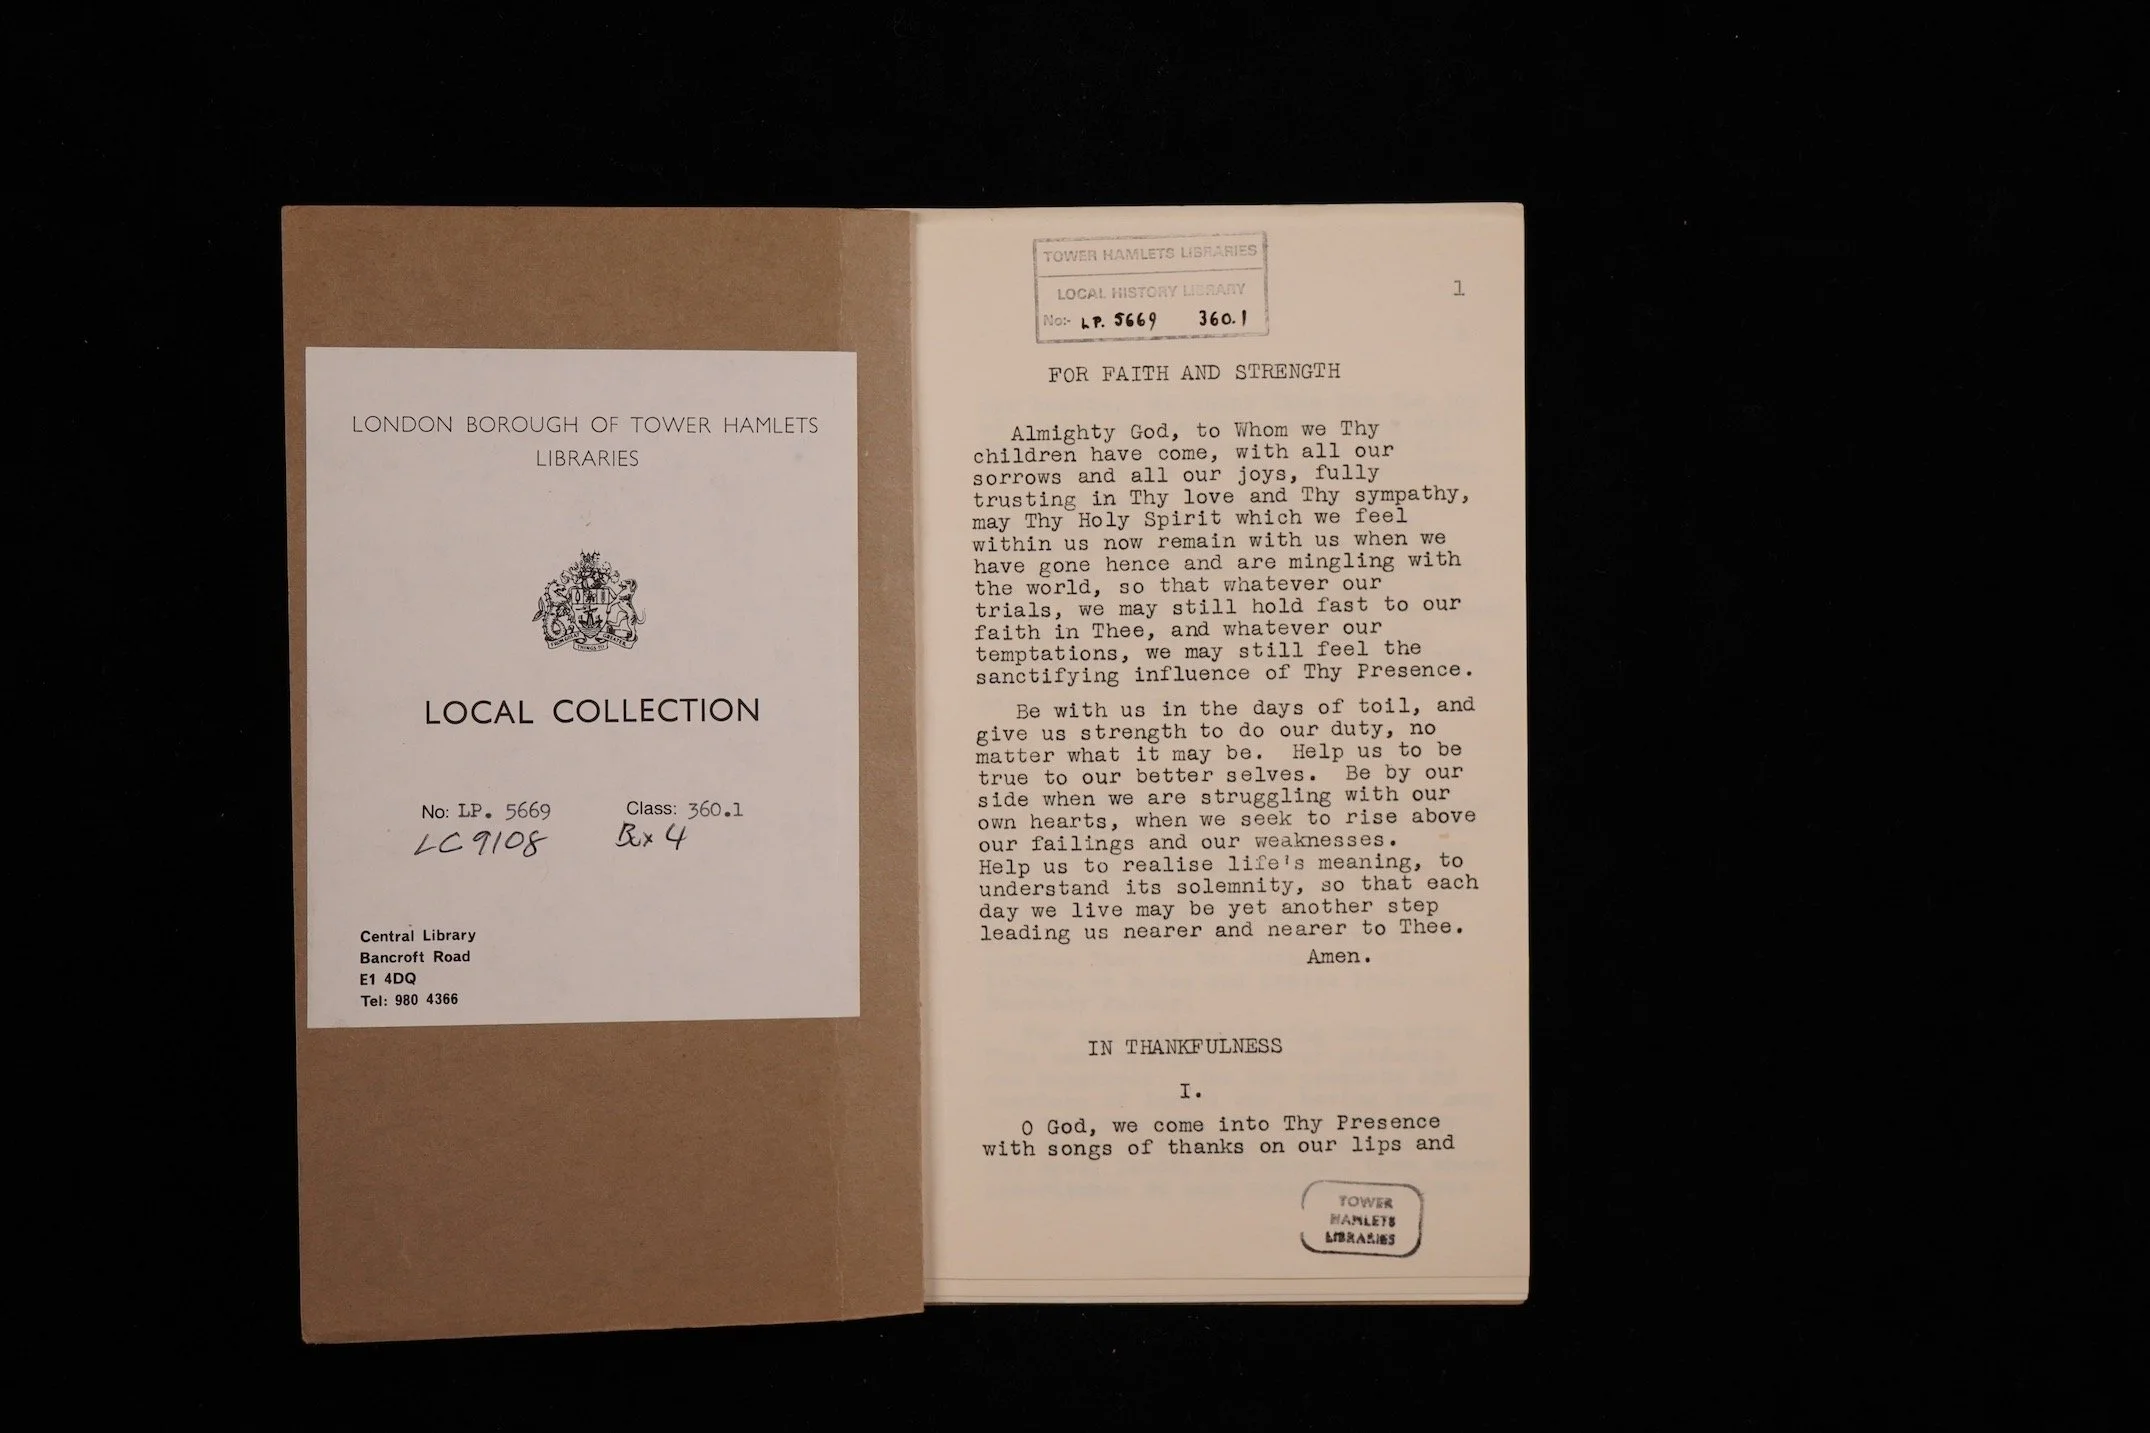 LONDON BOROUGH OF TOWER HAMLETS
LIBRARIES
FROM GREAT THINGS TO GREATER
LOCAL COLLECTION
No: LP. 5669 Class: 360.1
LC 9108 Box 4
Central Library
Bancroft Road
E1 4DQ
Tel: 980 4366
TOWER HAMLETS LIBRARIES
LOCAL HISTORY LIBRARY
No:- LP. 5669 360.1
1
FOR FAITH AND STRENGTH
Almighty God, to Whom we Thy
children have come, with all our
sorrows and all our joys, fully
trusting in Thy love and Thy sympathy,
may Thy Holy Spirit which we feel
within us now remain with us when we
have gone hence and are mingling with
the world, so that whatever our
trials, we may still hold fast to our
faith in Thee, and whatever our
temptations, we may still feel the
sanctifying influence of Thy Presence.
Be with us in the days of toil, and
give us strength to do our duty, no
matter what it may be. Help us to be
true to our better selves. Be by our
side when we are struggling with our
own hearts, when we seek to rise above
our failings and our weaknesses.
Help us to realise life's meaning, to
understand its solemnity, so that each
day we live may be yet another step
leading us nearer and nearer to Thee.
Amen.
IN THANKFULNESS
I.
O God, we come into Thy Presence
with songs of thanks on our lips and
TOWER
HAMLETS
LIBRARIES